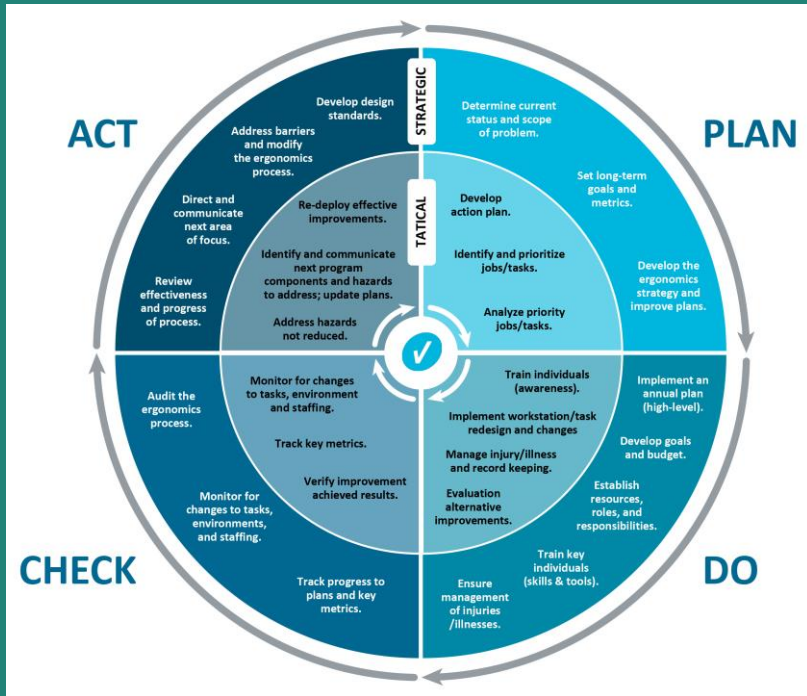 ACT
PLAN
STRATEGIC
TATICAL
Develop design
standards.
Address barriers
and modify
the ergonomics
process.
Direct and
communicate
next area
of focus.
Review
effectiveness
and progress
of process.
Re-deploy effective
improvements.
Identify and communicate
next program
components and hazards
to address; update plans.
Address hazards
not reduced.
Determine current
status and scope
of problem.
Set long-term
goals and
metrics.
Develop the
ergonomics
strategy and
improve plans.
Develop
action plan.
Identify and prioritize
jobs/tasks.
Analyze priority
jobs/tasks.
Train individuals
(awareness).
Implement workstation/task
redesign and changes
Manage injury/illness
and record keeping.
Evaluation
alternative
improvements.
Implement an
annual plan
(high-level).
Develop goals
and budget.
Establish
resources,
roles, and
responsibilities.
Train key
individuals
(skills & tools).
Ensure
management
of injuries
/illnesses.
DO
Monitor for changes
to tasks, environment
and staffing.
Track key metrics.
Verify improvement
achieved results.
Audit the
ergonomics
process.
Monitor for
changes to tasks,
environments,
and staffing.
Track progress to
plans and key
metrics.
CHECK